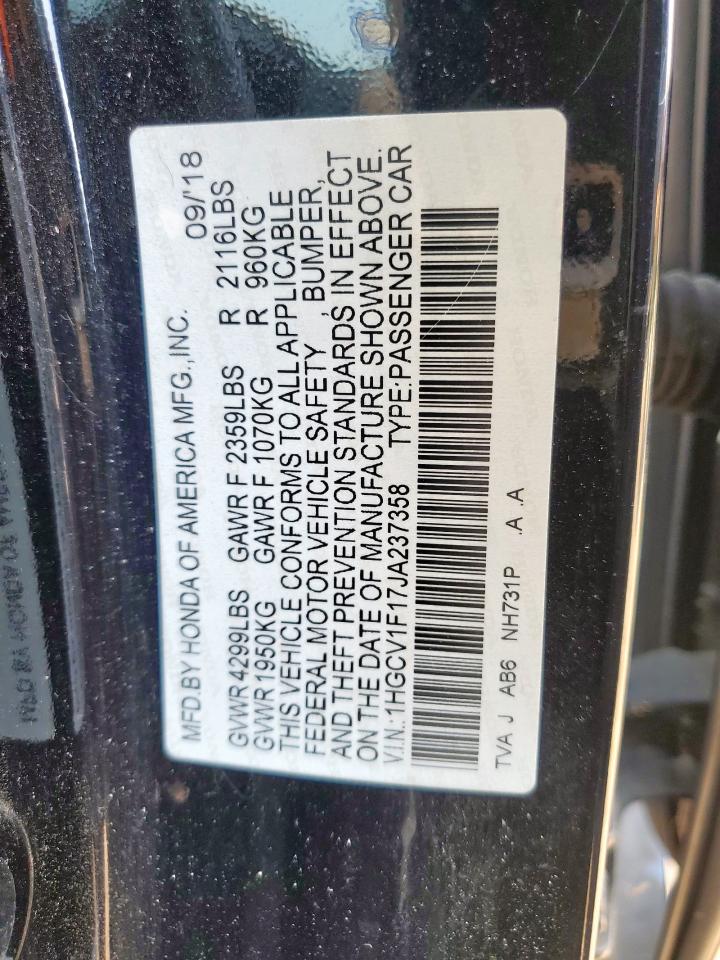 MFD.BY HONDA OF AMERICA MFG.,INC. 09/'18
GVWR4299LBS GAWR F 2359LBS R 2116LBS
GVWR1950KG GAWR F 1070KG R 960KG
THIS VEHICLE CONFORMS TO ALL APPLICABLE
FEDERAL MOTOR VEHICLE SAFETY , BUMPER,
AND THEFT PREVENTION STANDARDS IN EFFECT
ON THE DATE OF MANUFACTURE SHOWN ABOVE.
V.I.N.:1HGCV1F17JA237358 TYPE:PASSENGER CAR
TVA J AB6 NH731P .A .A